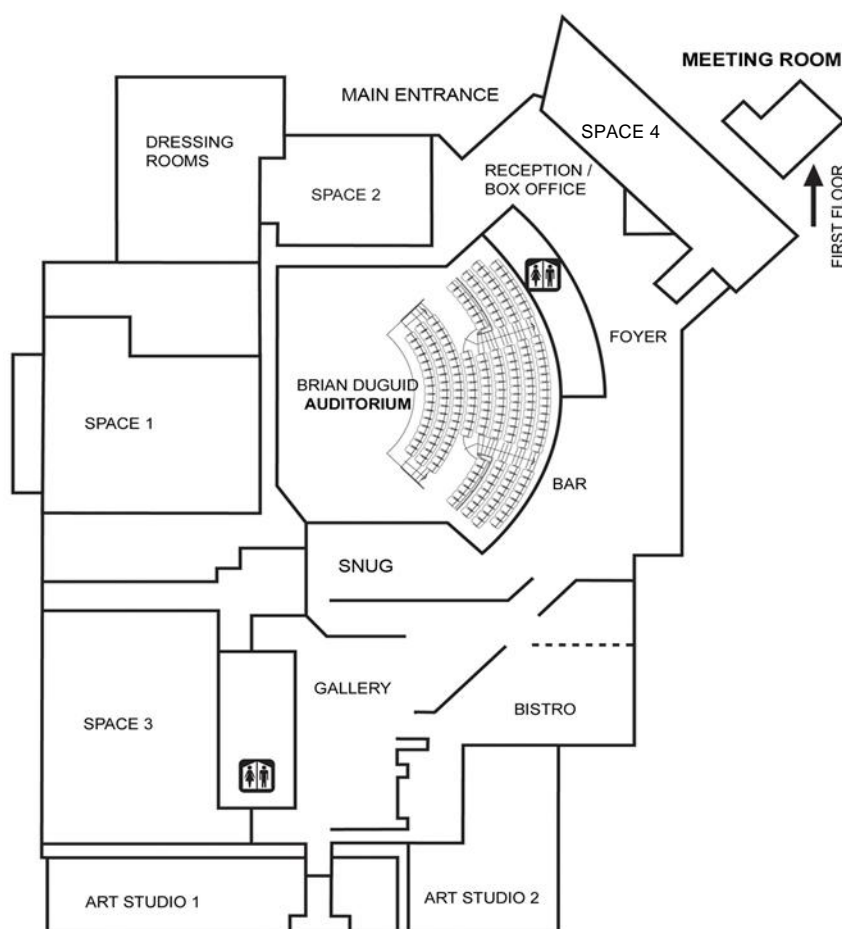 MEETING ROOM
MAIN ENTRANCE
SPACE 4
DRESSING
ROOMS
RECEPTION /
BOX OFFICE
SPACE 2
FIRST FLOOR
FOYER
BRIAN DUGUID
AUDITORIUM
SPACE 1
BAR
SNUG
GALLERY
BISTRO
SPACE 3
ART STUDIO 1
ART STUDIO 2